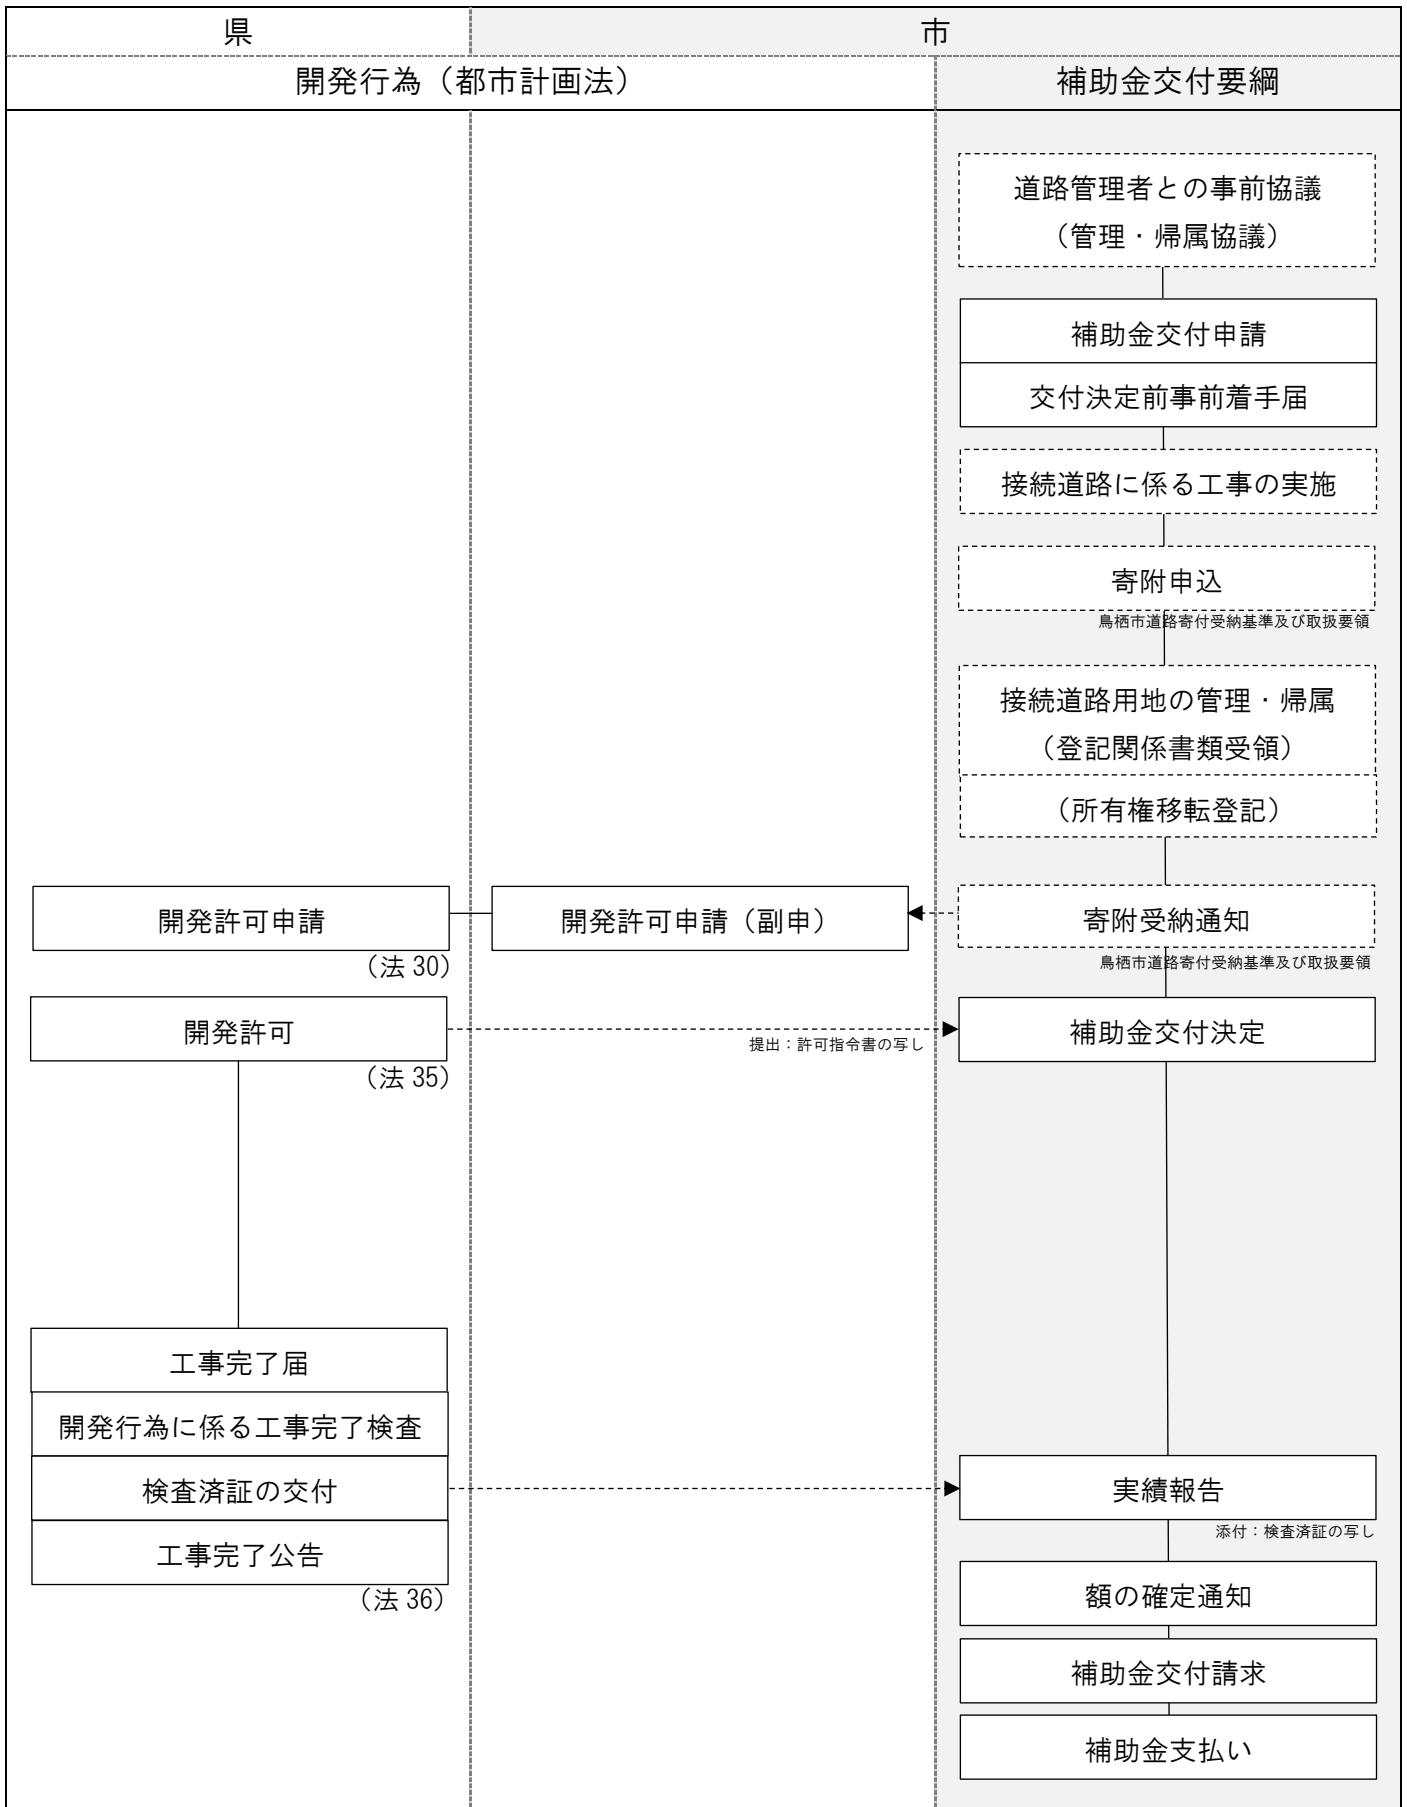 県
市
開発行為（都市計画法）
補助金交付要綱
道路管理者との事前協議
（管理・帰属協議）
補助金交付申請
交付決定前事前着手届
接続道路に係る工事の実施
寄附申込
鳥栖市道路寄付受納基準及び取扱要領
接続道路用地の管理・帰属
（登記関係書類受領）
（所有権移転登記）
開発許可申請
（法 30）
開発許可申請（副申）
寄附受納通知
鳥栖市道路寄付受納基準及び取扱要領
開発許可
（法 35）
提出：許可指令書の写し
補助金交付決定
工事完了届
開発行為に係る工事完了検査
検査済証の交付
工事完了公告
（法 36）
実績報告
添付：検査済証の写し
額の確定通知
補助金交付請求
補助金支払い